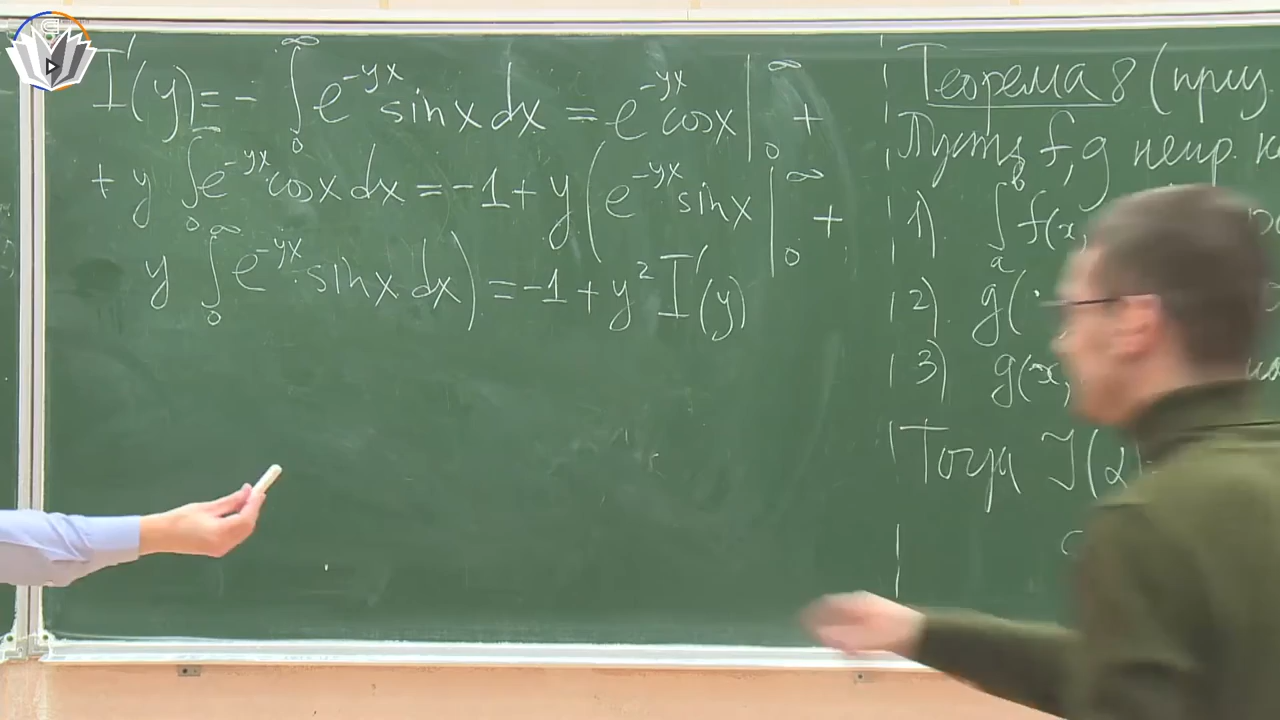 I'(y) = - ∫₀^∞ e^{-yx} sin x dx = e^{-yx} cos x |₀^∞ +
+ y ∫₀^∞ e^{-yx} cos x dx = -1 + y ( e^{-yx} sin x |₀^∞ +
y ∫₀^∞ e^{-yx} · sin x dx ) = -1 + y² I'(y)
Теорема 8 (приз
Пусть f, g непр.
1) ∫ₐ^b f(x,
2) g(
3) g(x,
Тогда J(α)